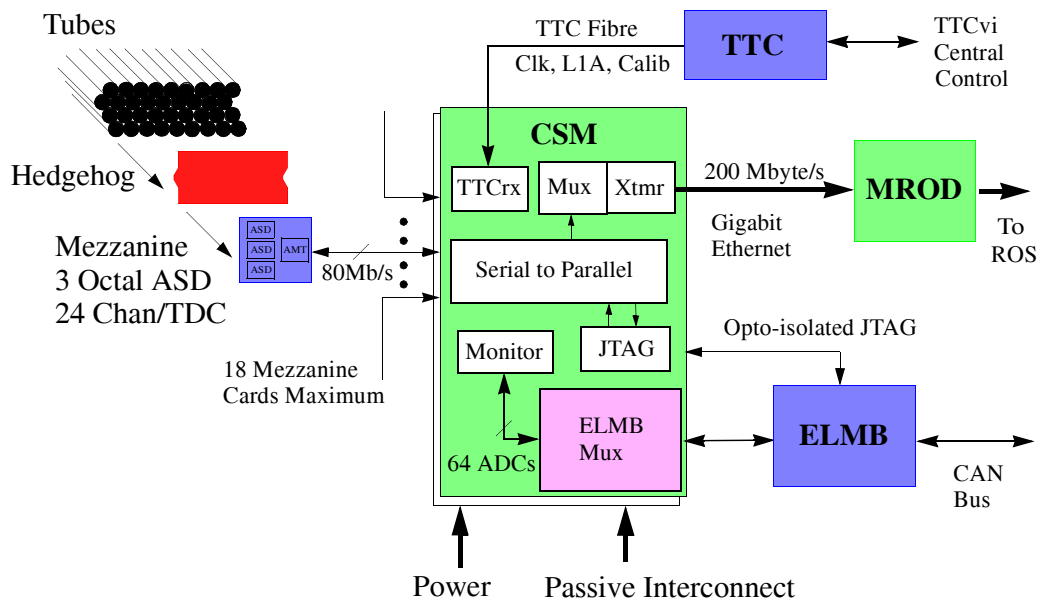 Tubes
TTC Fibre
Clk, L1A, Calib
TTC
TTCvi
Central
Control
CSM
TTCrx
Mux
Xtmr
200 Mbyte/s
Gigabit
Ethernet
MROD
To
ROS
Hedgehog
Mezzanine
3 Octal ASD
24 Chan/TDC
ASD
ASD
ASD
AMT
80Mb/s
Serial to Parallel
Monitor
JTAG
Opto-isolated JTAG
18 Mezzanine
Cards Maximum
64 ADCs
ELMB
Mux
ELMB
CAN
Bus
Power
Passive Interconnect